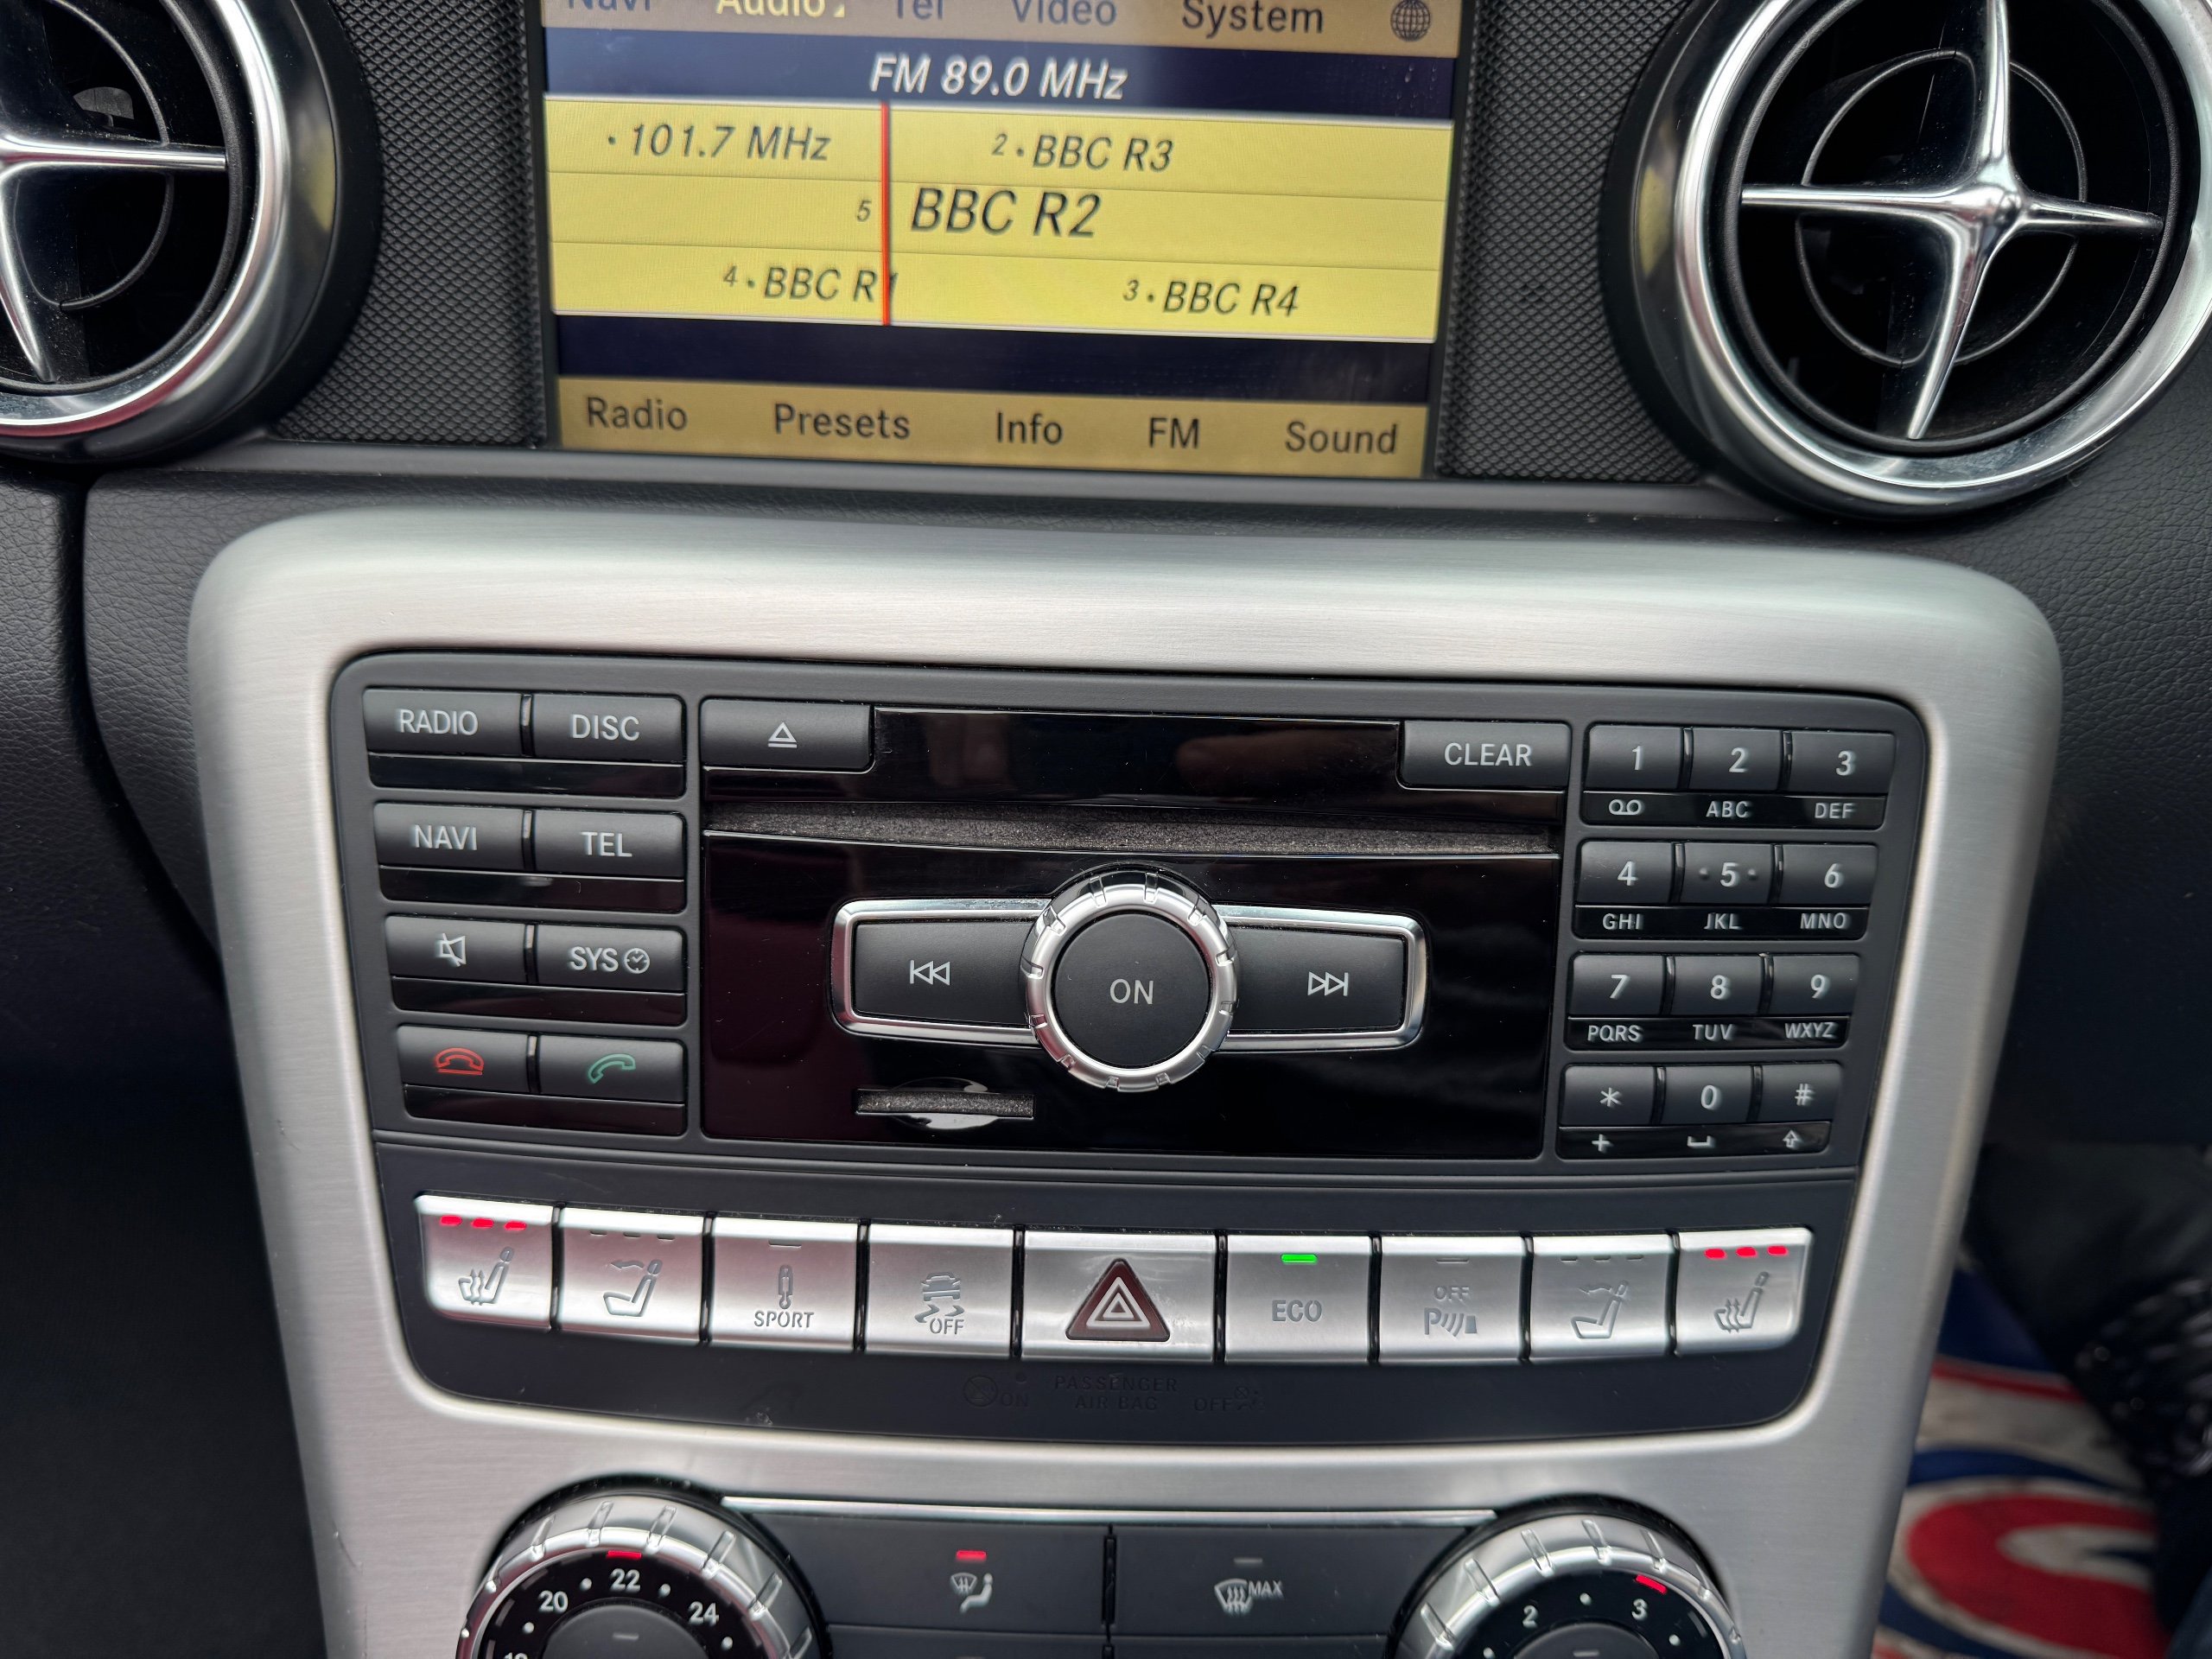 Navi Audio Tel Video System
FM 89.0 MHz
· 101.7 MHz 2 · BBC R3
5 BBC R2
4 · BBC R1 3 · BBC R4
Radio Presets Info FM Sound
RADIO DISC CLEAR 1 2 3
ABC DEF
NAVI TEL 4 5 6
GHI JKL MNO
SYS ON 7 8 9
PQRS TUV WXYZ
* 0 #
+
SPORT OFF ECO OFF P
ON PASSENGER AIR BAG OFF
20 22 24 MAX 2 3